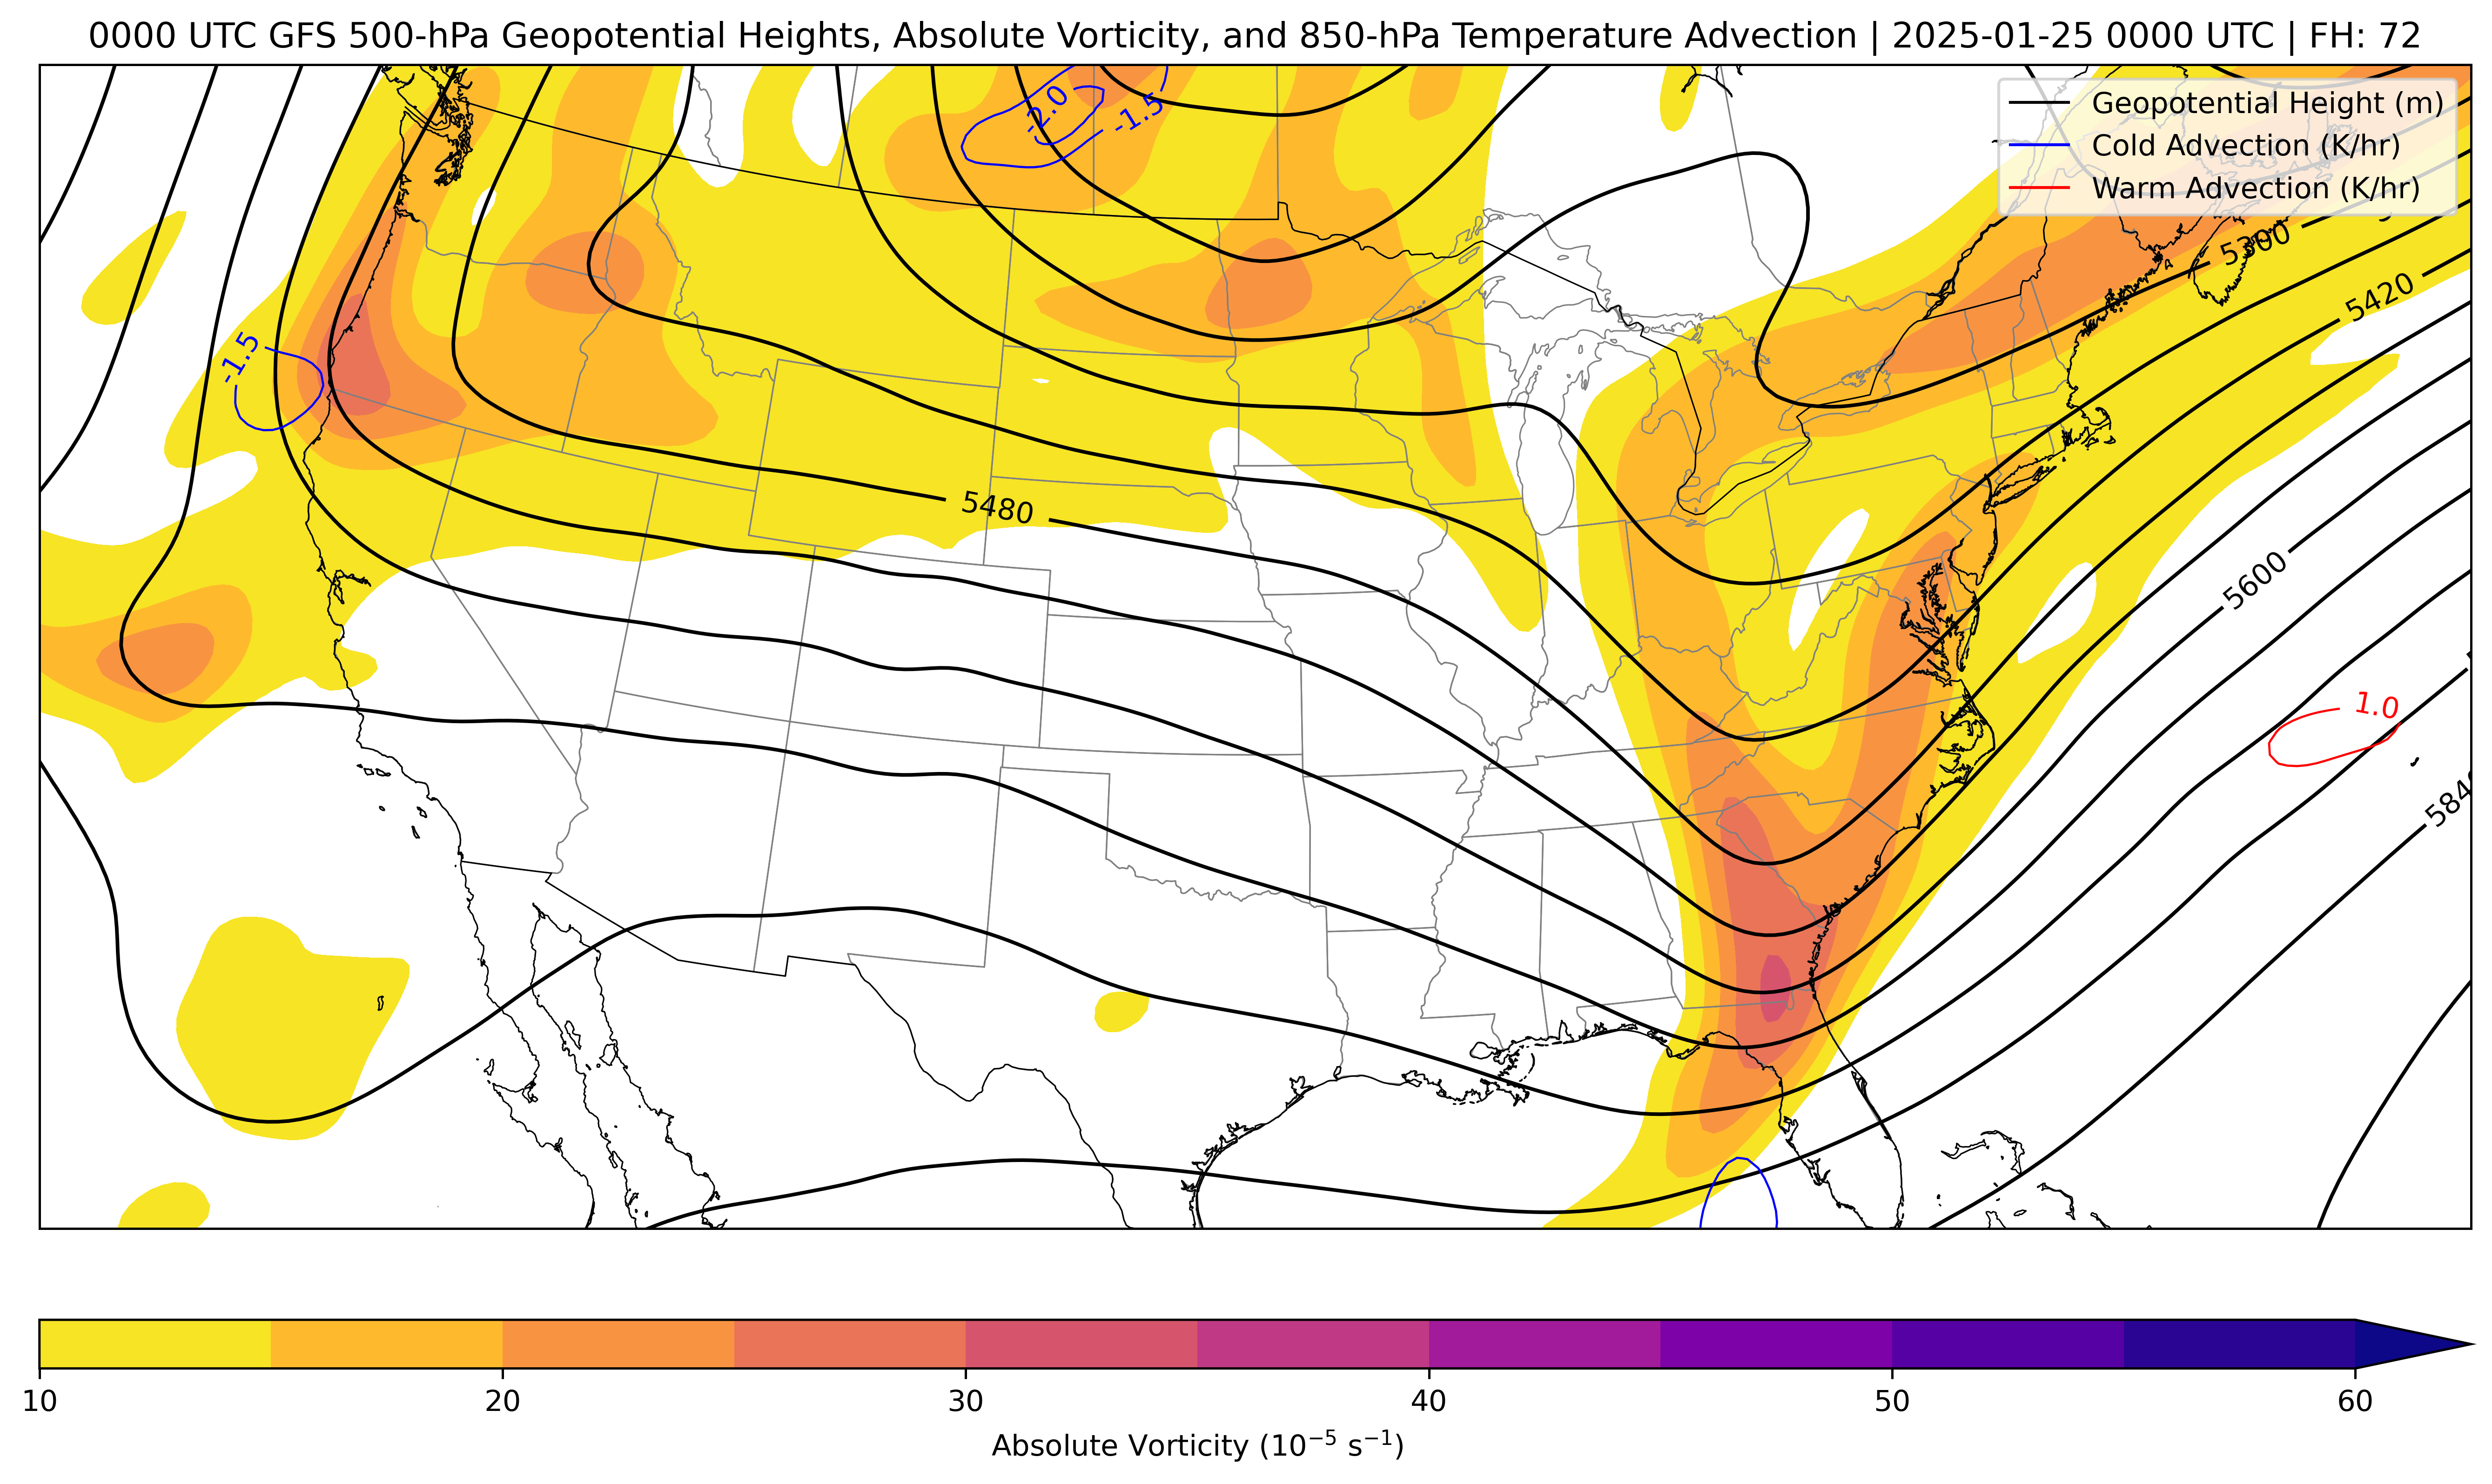 0000 UTC GFS 500-hPa Geopotential Heights, Absolute Vorticity, and 850-hPa Temperature Advection | 2025-01-25 0000 UTC | FH: 72
Geopotential Height (m)
Cold Advection (K/hr)
Warm Advection (K/hr)
-2.0
-1.5
5300
5420
-1.5
5480
5600
1.0
10 20 30 40 50 60
Absolute Vorticity (10⁻⁵ s⁻¹)